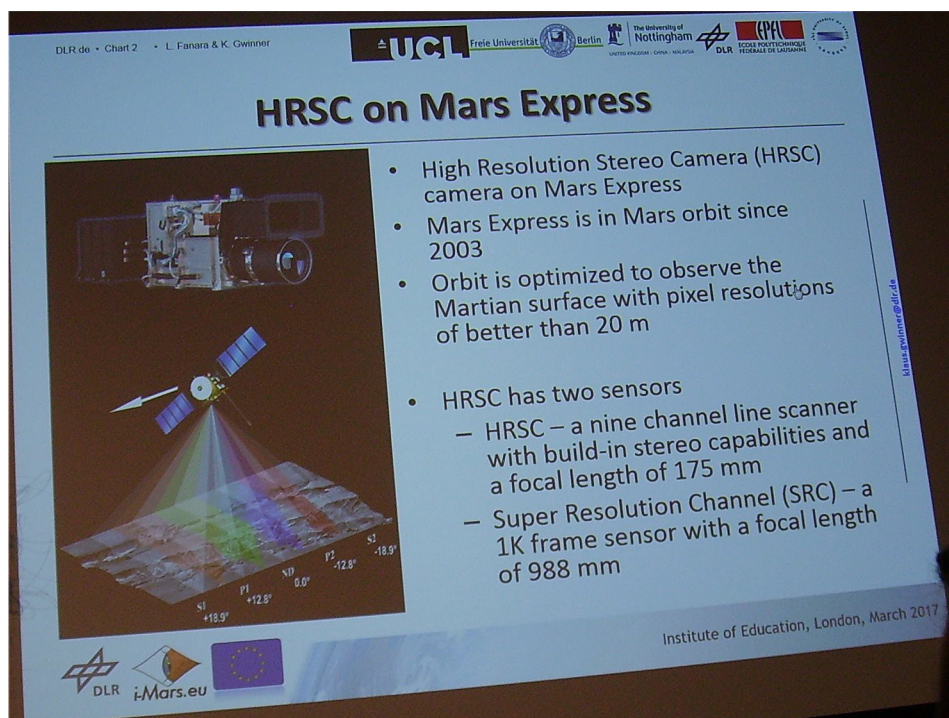 DLR.de • Chart 2 • L. Fanara & K. Gwinner
UCL
Freie Universität Berlin
The University of
Nottingham
UNITED KINGDOM · CHINA · MALAYSIA
DLR
EPFL
ÉCOLE POLYTECHNIQUE
FÉDÉRALE DE LAUSANNE
HRSC on Mars Express
• High Resolution Stereo Camera (HRSC)
camera on Mars Express
• Mars Express is in Mars orbit since
2003
• Orbit is optimized to observe the
Martian surface with pixel resolutions
of better than 20 m
• HRSC has two sensors
– HRSC – a nine channel line scanner
with build-in stereo capabilities and
a focal length of 175 mm
– Super Resolution Channel (SRC) – a
1K frame sensor with a focal length
of 988 mm
klaus.gwinner@dlr.de
S1
+18.9°
P1
+12.8°
ND
0.0°
P2
-12.8°
S2
-18.9°
DLR
i-Mars.eu
Institute of Education, London, March 2017